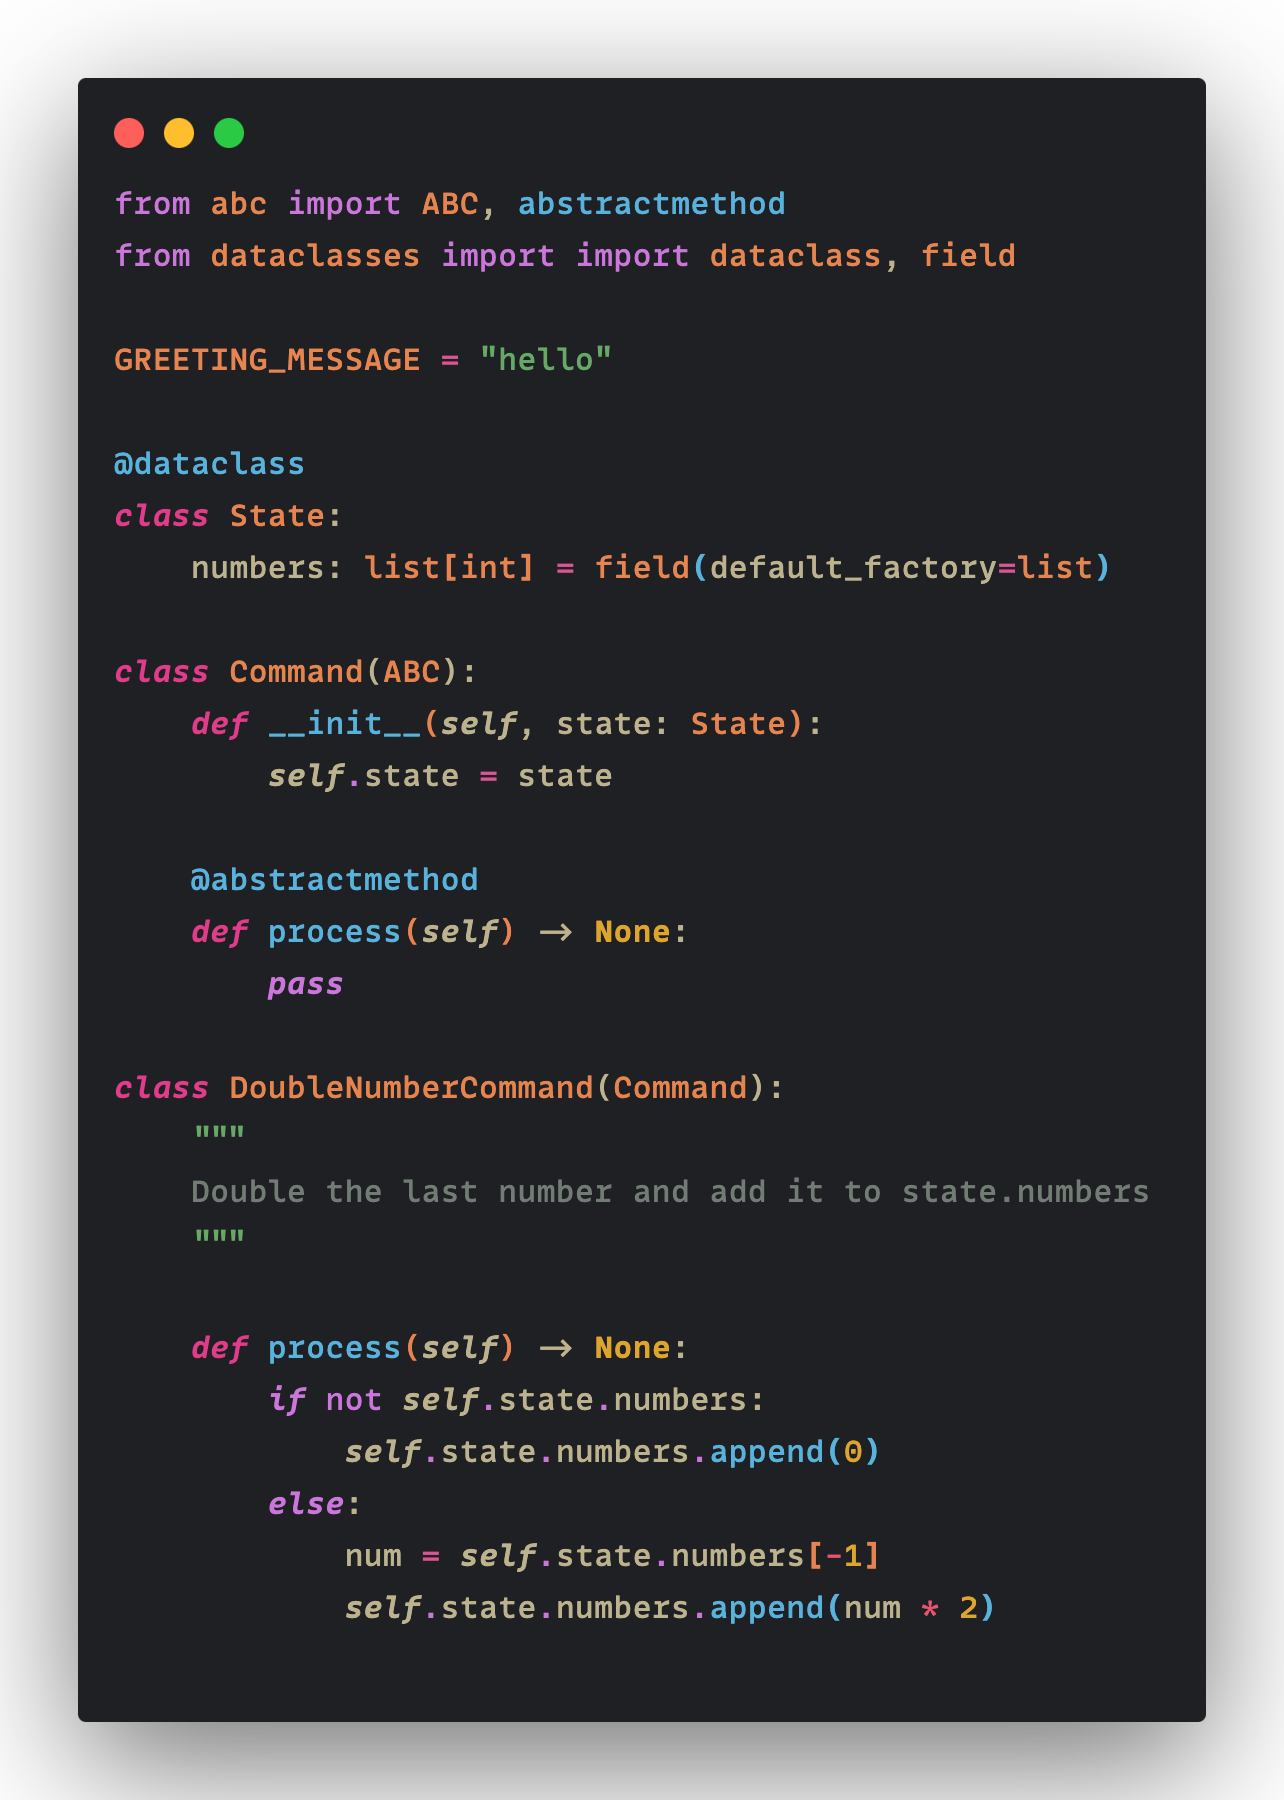 from abc import ABC, abstractmethod
from dataclasses import import dataclass, field

GREETING_MESSAGE = "hello"

@dataclass
class State:
    numbers: list[int] = field(default_factory=list)

class Command(ABC):
    def __init__(self, state: State):
        self.state = state

    @abstractmethod
    def process(self) -> None:
        pass

class DoubleNumberCommand(Command):
    """
    Double the last number and add it to state.numbers
    """

    def process(self) -> None:
        if not self.state.numbers:
            self.state.numbers.append(0)
        else:
            num = self.state.numbers[-1]
            self.state.numbers.append(num * 2)